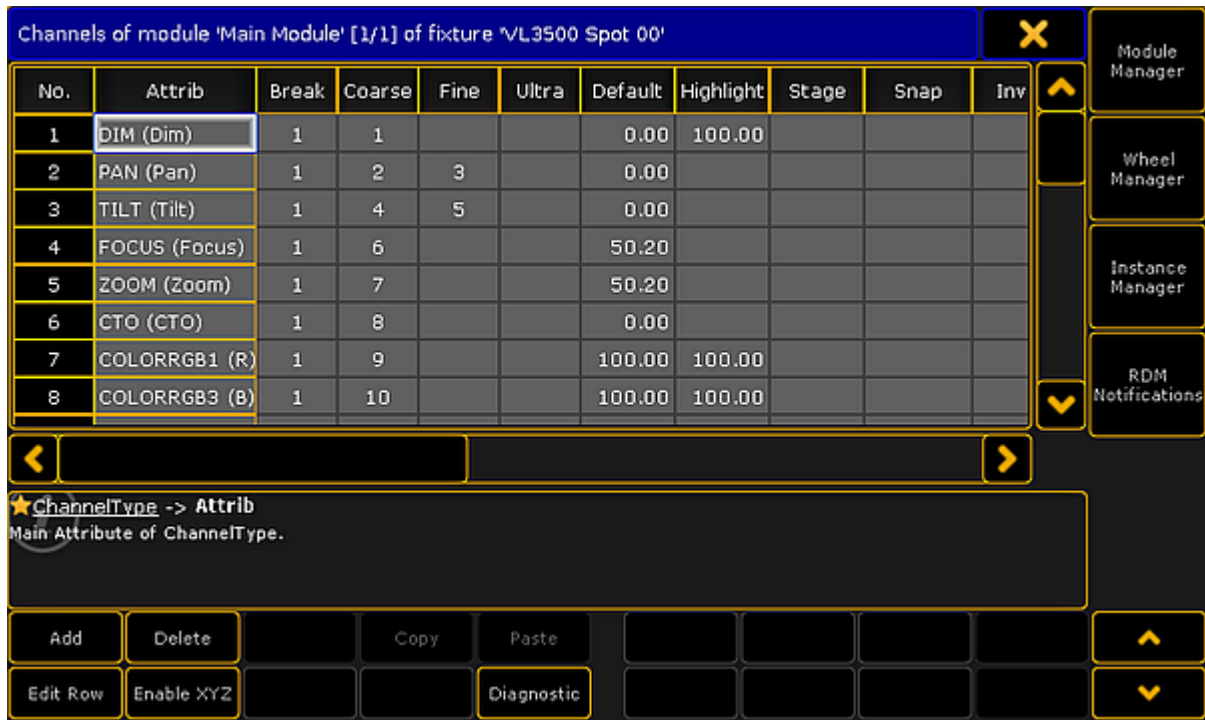 Channels of module 'Main Module' [1/1] of fixture 'VL3500 Spot 00'
Module Manager
No. Attrib Break Coarse Fine Ultra Default Highlight Stage Snap Inv
1 DIM (Dim) 1 1 0.00 100.00
2 PAN (Pan) 1 2 3 0.00
Wheel Manager
3 TILT (Tilt) 1 4 5 0.00
4 FOCUS (Focus) 1 6 50.20
5 ZOOM (Zoom) 1 7 50.20
Instance Manager
6 CTO (CTO) 1 8 0.00
7 COLORRGB1 (R) 1 9 100.00 100.00
8 COLORRGB3 (B) 1 10 100.00 100.00
RDM Notifications
ChannelType -> Attrib
Main Attribute of ChannelType.
Add Delete Copy Paste
Edit Row Enable XYZ Diagnostic